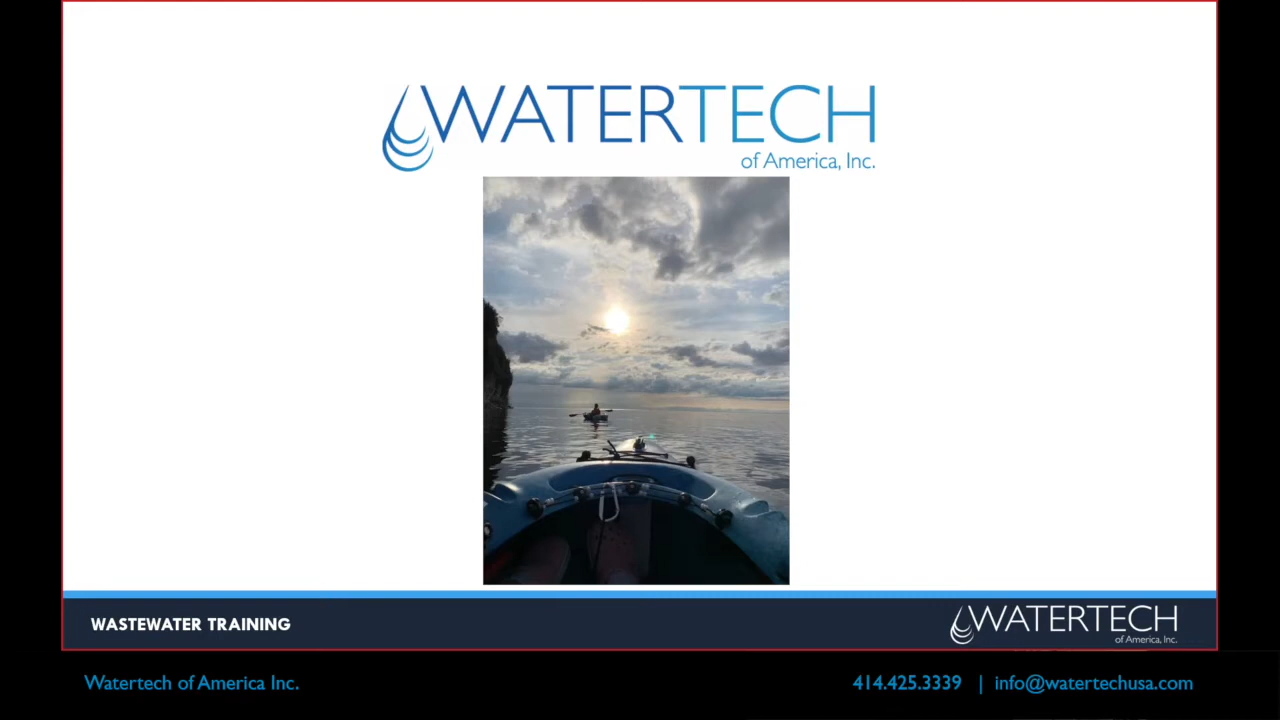 WATERTECH
of America, Inc.
WASTEWATER TRAINING
WATERTECH
of America, Inc.
Watertech of America Inc.
414.425.3339 | info@watertechusa.com